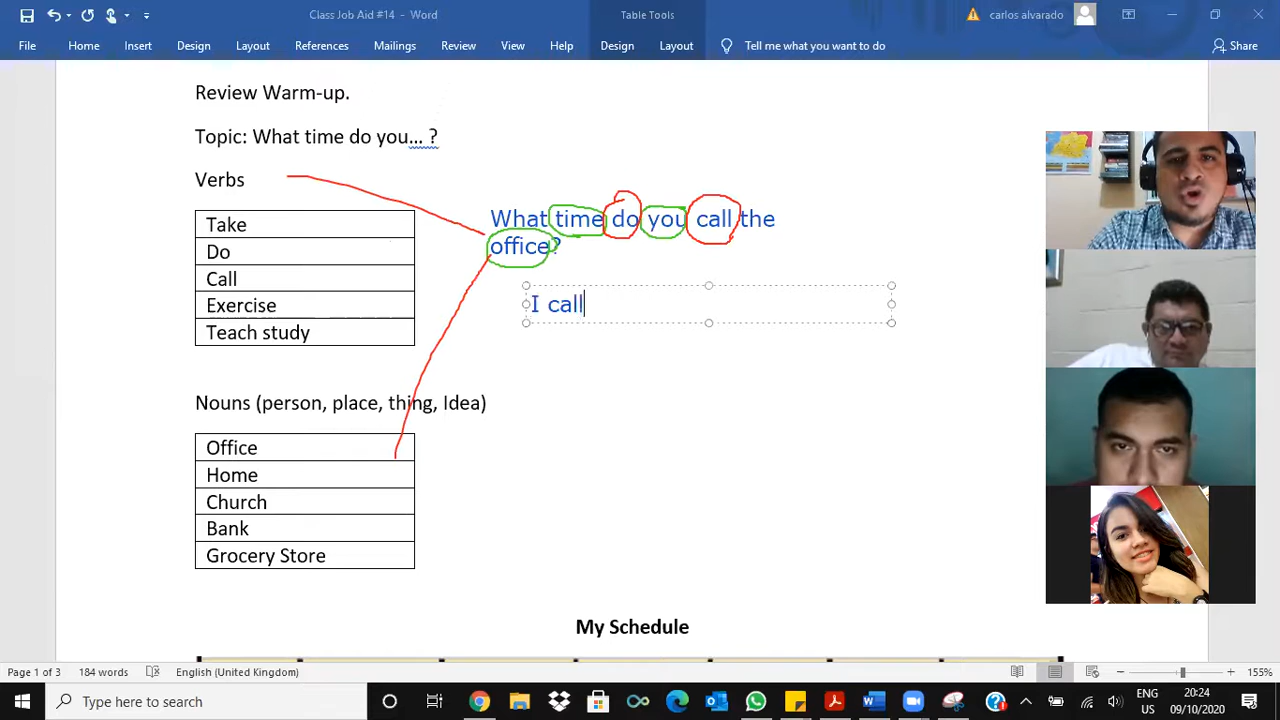 Class Job Aid #14 - Word
Table Tools
carlos alvarado
File Home Insert Design Layout References Mailings Review View Help Design Layout Tell me what you want to do Share
Review Warm-up.
Topic: What time do you... ?
Verbs
Take
Do
Call
Exercise
Teach study
What time do you call the
office?
I call
Nouns (person, place, thing, Idea)
Office
Home
Church
Bank
Grocery Store
My Schedule
Page 1 of 3 184 words English (United Kingdom) 155%
Type here to search
ENG
US
20:24
09/10/2020